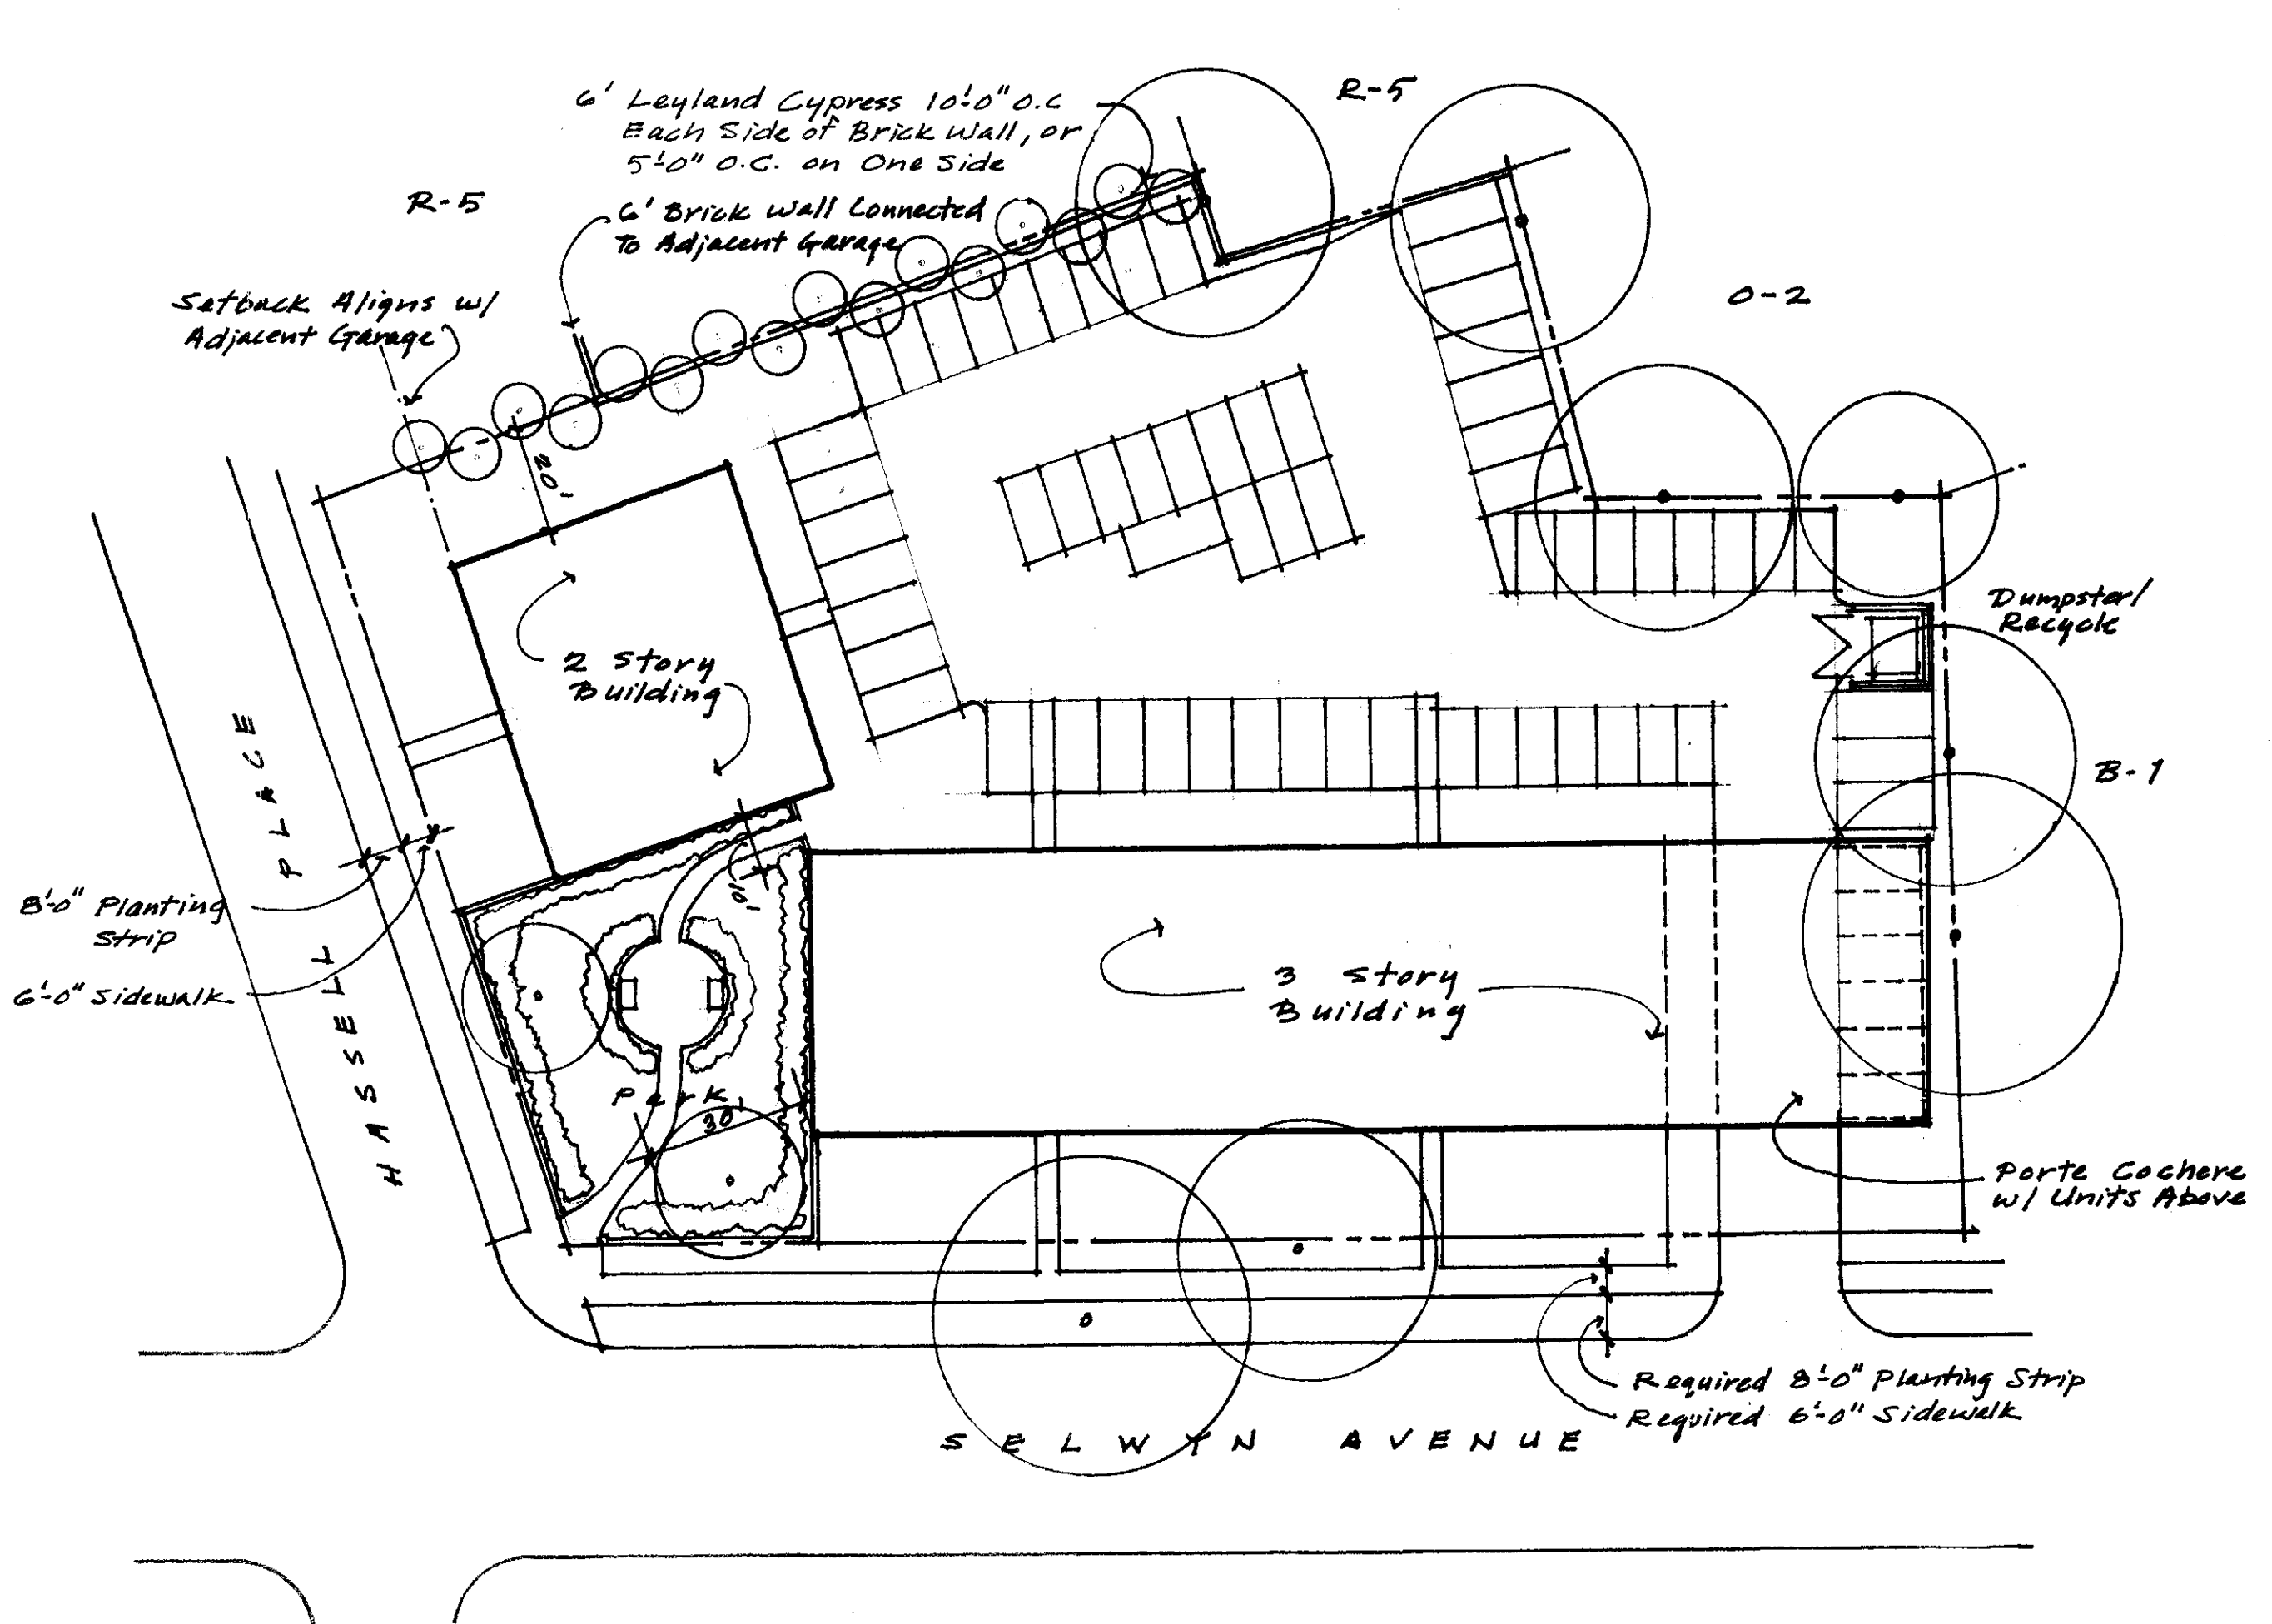 6' Leyland Cypress 10'-0" O.C
Each Side of Brick Wall, or
5'-0" O.C. on One Side
R-5
R-5
6' Brick Wall Connected
To Adjacent Garage
Setback Aligns w/
Adjacent Garage
O-2
20'
Dumpster/
Recycle
2 Story
Building
B-1
HASSELL PLACE
8'-0" Planting
Strip
6'-0" Sidewalk
10'
3 Story
Building
Park
30'
Porte Cochere
w/ Units Above
Required 8'-0" Planting Strip
Required 6'-0" Sidewalk
SELWYN AVENUE